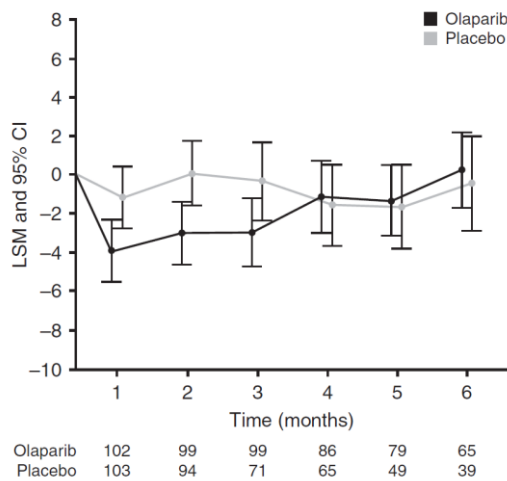 Olaparib
Placebo
LSM and 95% CI
8
6
4
2
0
−2
−4
−6
−8
−10
1 2 3 4 5 6
Time (months)
Olaparib 102 99 99 86 79 65
Placebo 103 94 71 65 49 39